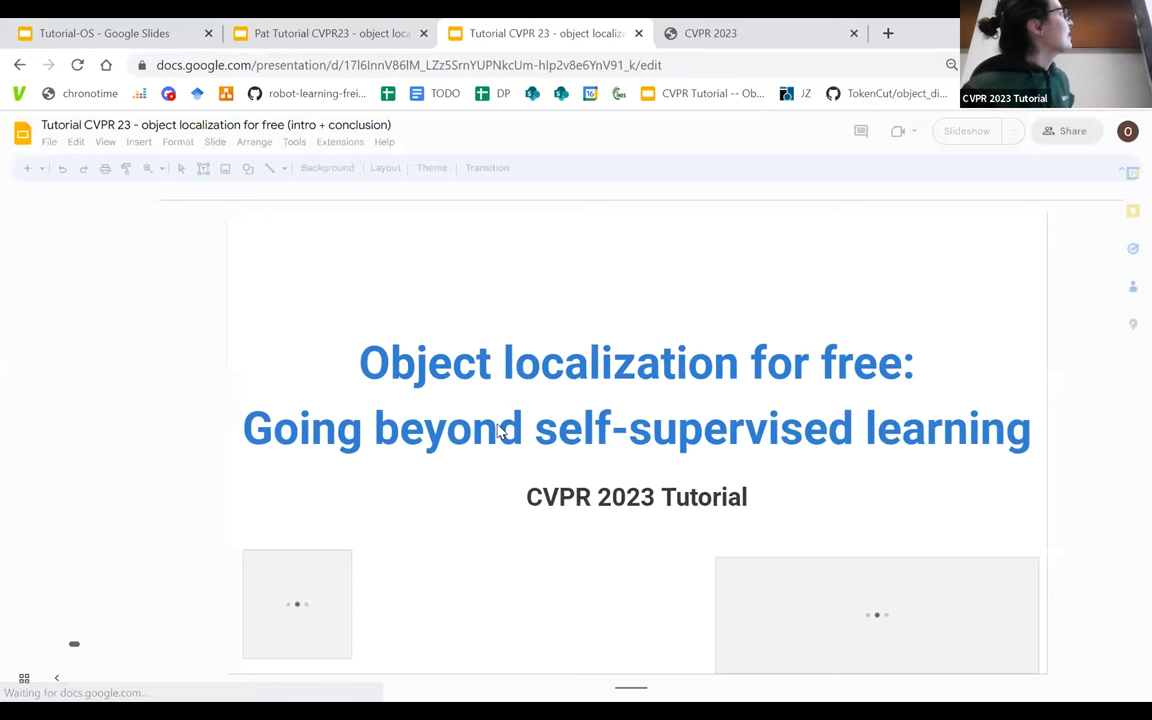 Tutorial-OS - Google Slides
Pat Tutorial CVPR23 - object loca
Tutorial CVPR 23 - object localiza
CVPR 2023
docs.google.com/presentation/d/17l6InnV86lM_LZz5SrnYUPNkcUm-hIp2v8e6YnV91_k/edit
chronotime
robot-learning-frei...
TODO
DP
CVPR Tutorial -- Ob...
JZ
TokenCut/object_di...
CVPR 2023 Tutorial
Tutorial CVPR 23 - object localization for free (intro + conclusion)
File Edit View Insert Format Slide Arrange Tools Extensions Help
Slideshow
Share
O
Background Layout Theme Transition
Object localization for free:
Going beyond self-supervised learning
CVPR 2023 Tutorial
Waiting for docs.google.com...